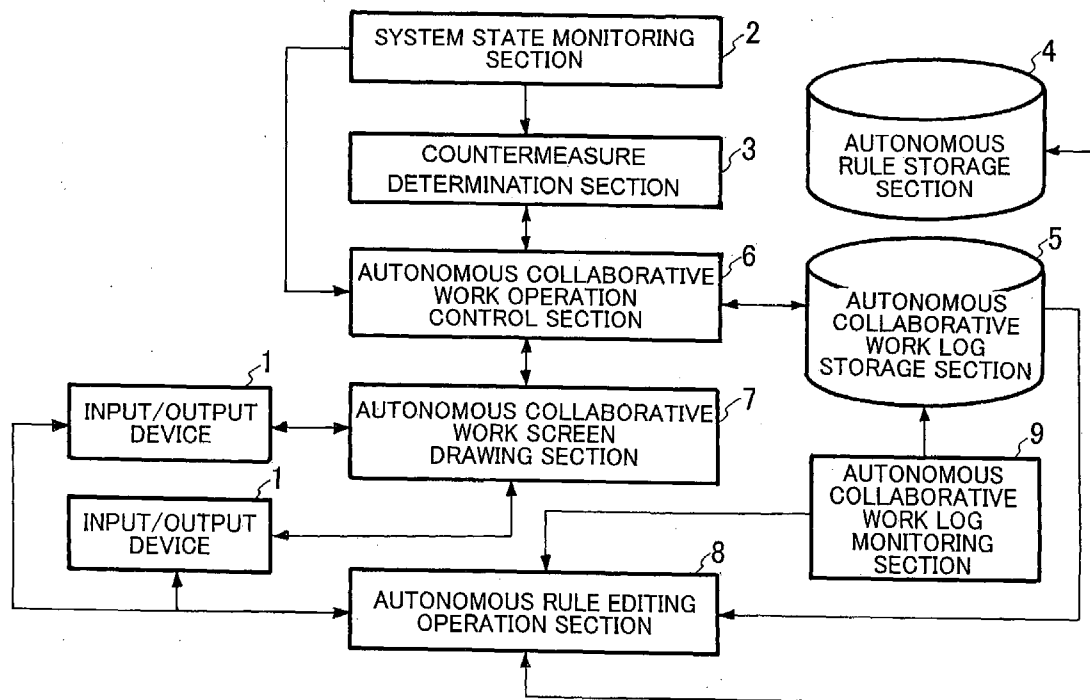 2
SYSTEM STATE MONITORING
SECTION
4
AUTONOMOUS
RULE STORAGE
SECTION
3
COUNTERMEASURE
DETERMINATION SECTION
6
AUTONOMOUS COLLABORATIVE
WORK OPERATION
CONTROL SECTION
5
AUTONOMOUS
COLLABORATIVE
WORK LOG
STORAGE SECTION
1
INPUT/OUTPUT
DEVICE
7
AUTONOMOUS COLLABORATIVE
WORK SCREEN
DRAWING SECTION
9
AUTONOMOUS
COLLABORATIVE
WORK LOG
MONITORING
SECTION
1
INPUT/OUTPUT
DEVICE
8
AUTONOMOUS RULE EDITING
OPERATION SECTION